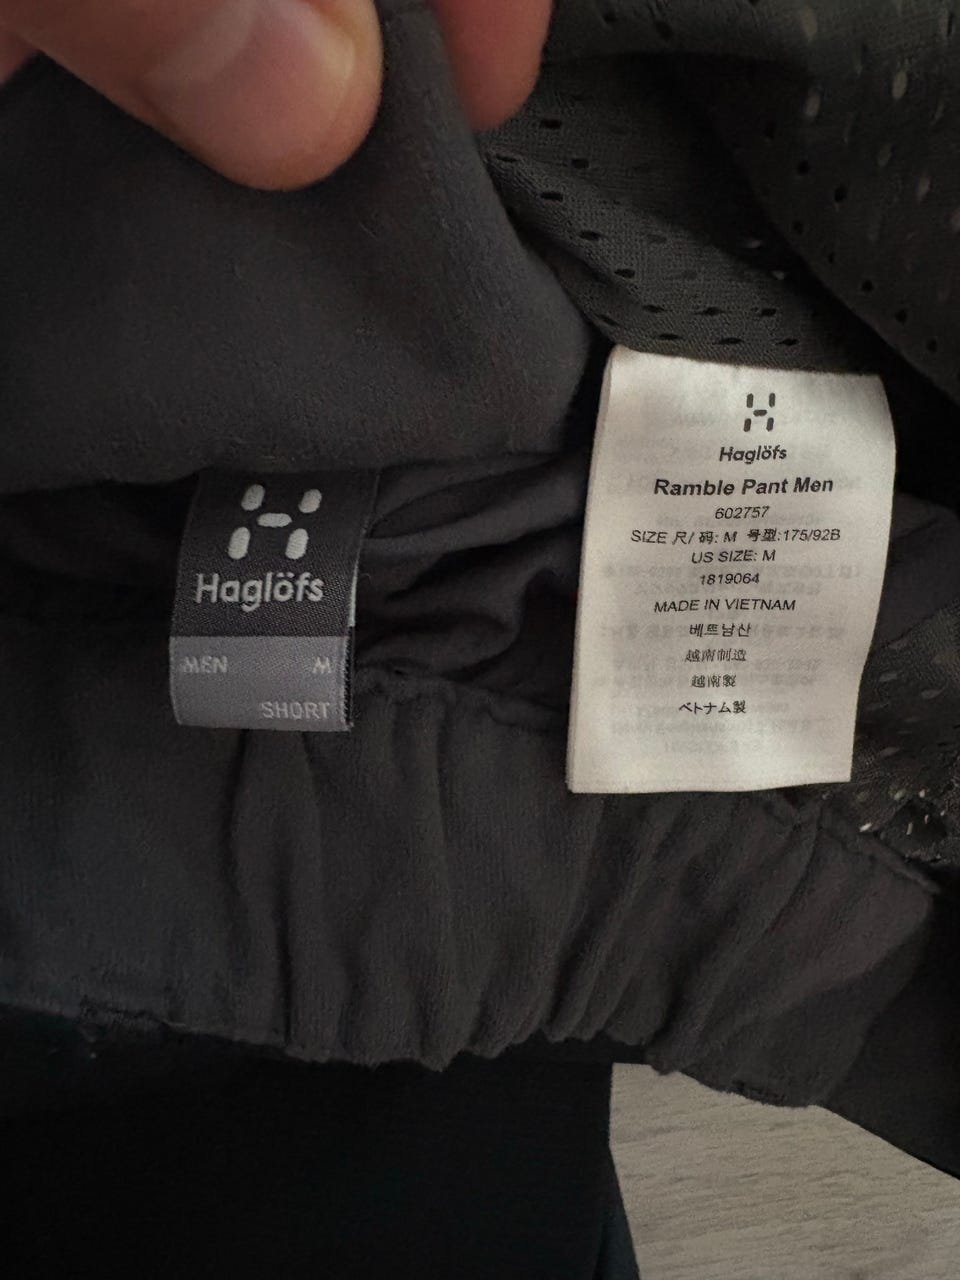 Haglöfs
MEN M
SHORT
Haglöfs
Ramble Pant Men
602757
SIZE 尺/码: M 号型:175/92B
US SIZE: M
1819064
MADE IN VIETNAM
베트남산
越南制造
越南製
ベトナム製